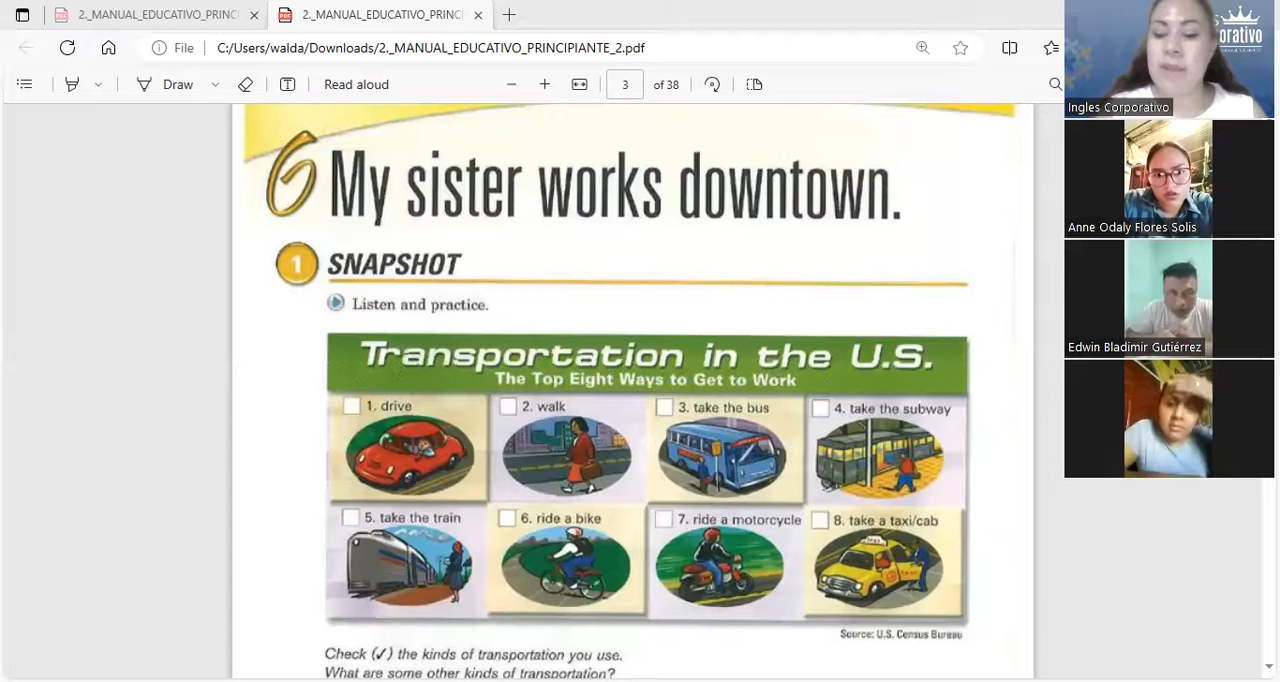 2._MANUAL_EDUCATIVO_PRINCI
2._MANUAL_EDUCATIVO_PRINCI
File
C:/Users/walda/Downloads/2._MANUAL_EDUCATIVO_PRINCIPIANTE_2.pdf
Draw
Read aloud
3
of 38
6 My sister works downtown.
1 SNAPSHOT
Listen and practice.
Transportation in the U.S.
The Top Eight Ways to Get to Work
1. drive
2. walk
3. take the bus
4. take the subway
5. take the train
6. ride a bike
7. ride a motorcycle
8. take a taxi/cab
TAXI
Source: U.S. Census Bureau
Check (✓) the kinds of transportation you use.
What are some other kinds of transportation?
orativo
Ingles Corporativo
Anne Odaly Flores Solis
Edwin Bladimir Gutiérrez